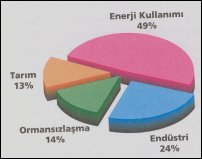 Enerji Kullanımı
49%
Tarım
13%
Ormansızlaşma
14%
Endüstri
24%